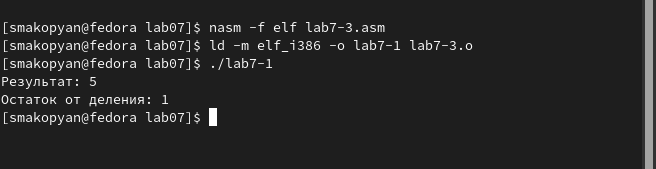 [smakopyan@fedora lab07]$ nasm -f elf lab7-3.asm
[smakopyan@fedora lab07]$ ld -m elf_i386 -o lab7-1 lab7-3.o
[smakopyan@fedora lab07]$ ./lab7-1
Результат: 5
Остаток от деления: 1
[smakopyan@fedora lab07]$